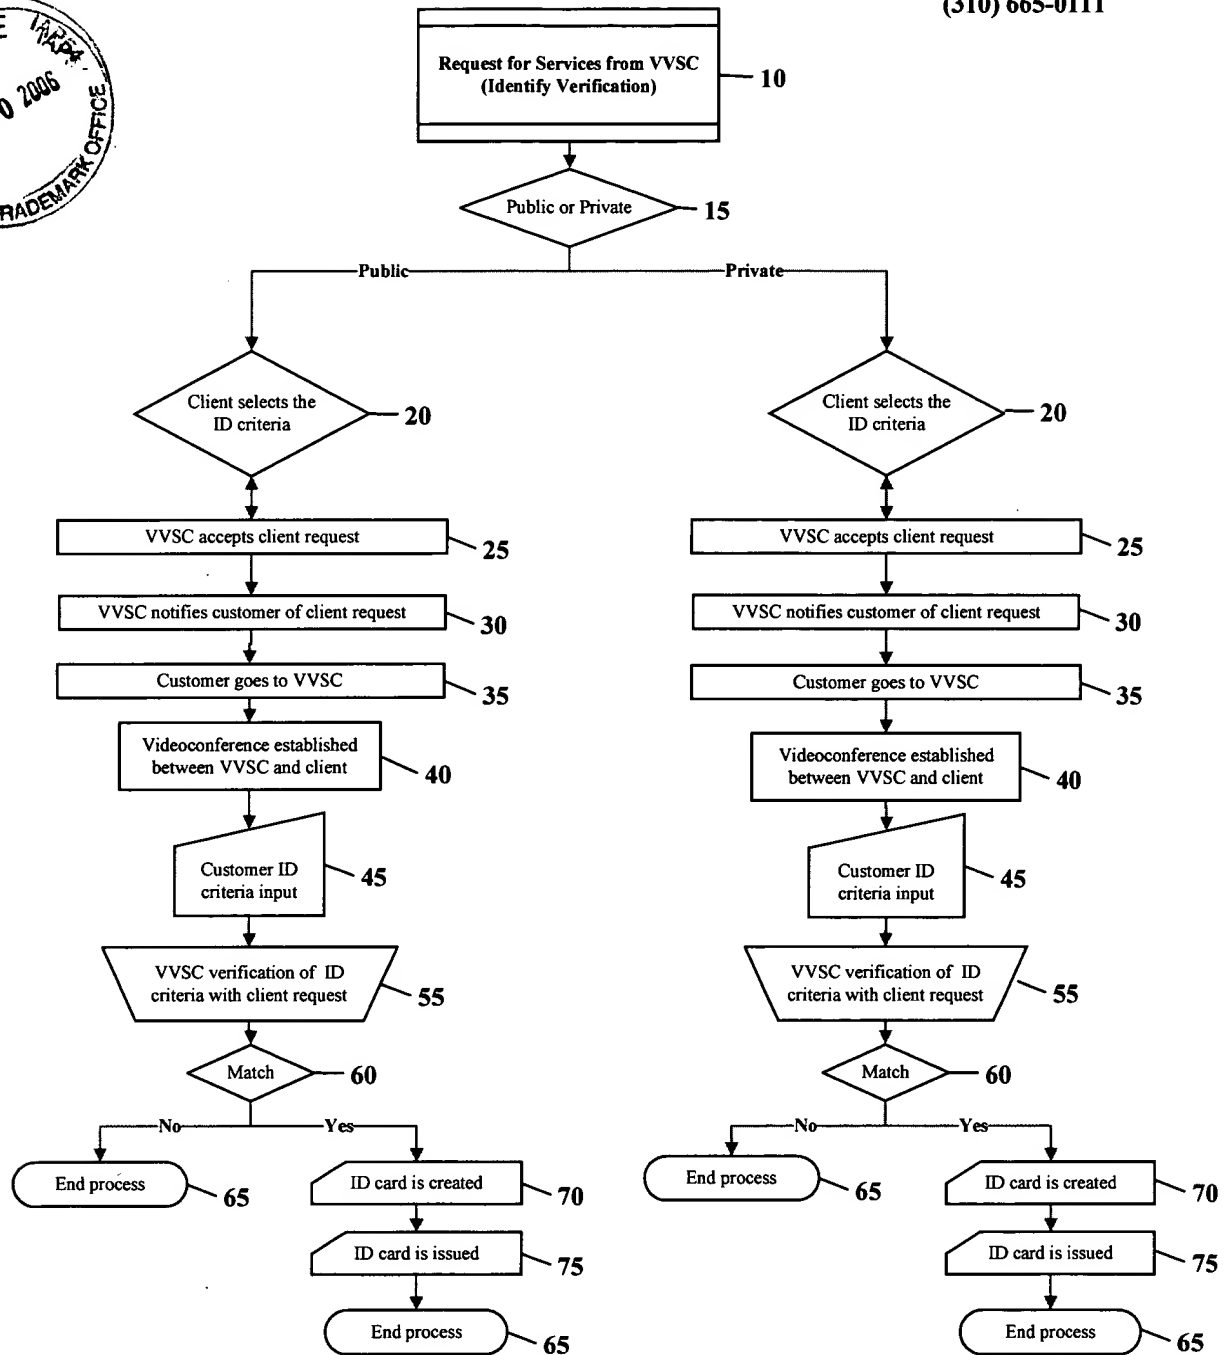 (310) 665-0111
2006
TRADEMARK OFFICE
Request for Services from VVSC
(Identify Verification)
10
Public or Private
15
Public
Private
Client selects the
ID criteria
20
Client selects the
ID criteria
20
VVSC accepts client request
25
VVSC accepts client request
25
VVSC notifies customer of client request
30
VVSC notifies customer of client request
30
Customer goes to VVSC
35
Customer goes to VVSC
35
Videoconference established
between VVSC and client
40
Videoconference established
between VVSC and client
40
Customer ID
criteria input
45
Customer ID
criteria input
45
VVSC verification of ID
criteria with client request
55
VVSC verification of ID
criteria with client request
55
Match
60
Match
60
No
Yes
No
Yes
End process
65
ID card is created
70
End process
65
ID card is created
70
ID card is issued
75
ID card is issued
75
End process
65
End process
65